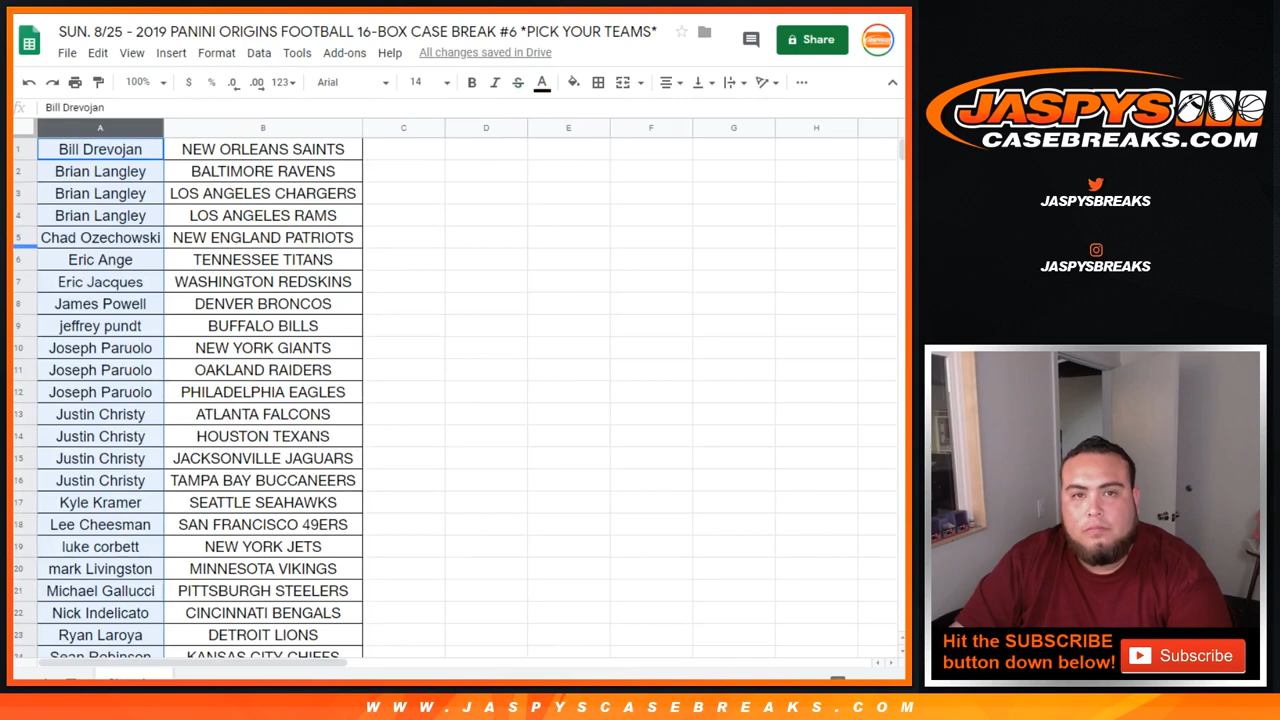 SUN. 8/25 - 2019 PANINI ORIGINS FOOTBALL 16-BOX CASE BREAK #6 *PICK YOUR TEAMS*
File Edit View Insert Format Data Tools Add-ons Help All changes saved in Drive
Share
100% $ % .0 .00 123 Arial 14 B I S A
fx Bill Drevojan
A B C D E F G H
1 Bill Drevojan NEW ORLEANS SAINTS
2 Brian Langley BALTIMORE RAVENS
3 Brian Langley LOS ANGELES CHARGERS
4 Brian Langley LOS ANGELES RAMS
5 Chad Ozechowski NEW ENGLAND PATRIOTS
6 Eric Ange TENNESSEE TITANS
7 Eric Jacques WASHINGTON REDSKINS
8 James Powell DENVER BRONCOS
9 jeffrey pundt BUFFALO BILLS
10 Joseph Paruolo NEW YORK GIANTS
11 Joseph Paruolo OAKLAND RAIDERS
12 Joseph Paruolo PHILADELPHIA EAGLES
13 Justin Christy ATLANTA FALCONS
14 Justin Christy HOUSTON TEXANS
15 Justin Christy JACKSONVILLE JAGUARS
16 Justin Christy TAMPA BAY BUCCANEERS
17 Kyle Kramer SEATTLE SEAHAWKS
18 Lee Cheesman SAN FRANCISCO 49ERS
19 luke corbett NEW YORK JETS
20 mark Livingston MINNESOTA VIKINGS
21 Michael Gallucci PITTSBURGH STEELERS
22 Nick Indelicato CINCINNATI BENGALS
23 Ryan Laroya DETROIT LIONS
24 Sean Robinson KANSAS CITY CHIEFS
JASPYS
CASEBREAKS.COM
JASPYSBREAKS
JASPYSBREAKS
Hit the SUBSCRIBE
button down below!
Subscribe
WWW.JASPYSCASEBREAKS.COM